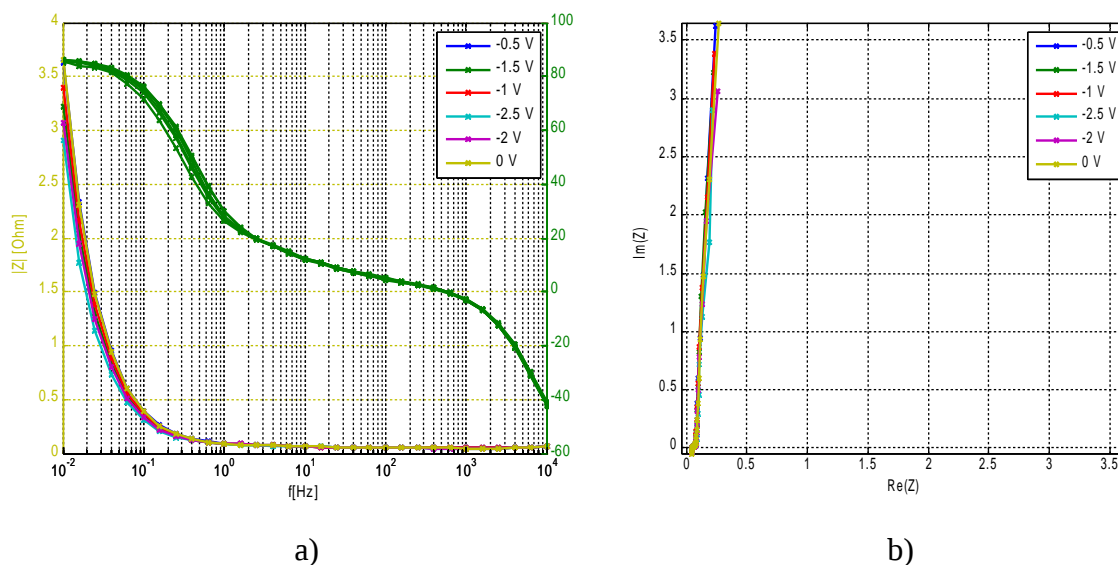 4
3.5
3
2.5
2
1.5
1
0.5
0
|Z| [Ohm]
100
80
60
40
20
0
-20
-40
-60
10-2
10-1
100
101
102
103
104
f[Hz]
-0.5 V
-1.5 V
-1 V
-2.5 V
-2 V
0 V
a)
3.5
3
2.5
2
1.5
1
0.5
0
Im(Z)
0
0.5
1
1.5
2
2.5
3
3.5
Re(Z)
-0.5 V
-1.5 V
-1 V
-2.5 V
-2 V
0 V
b)